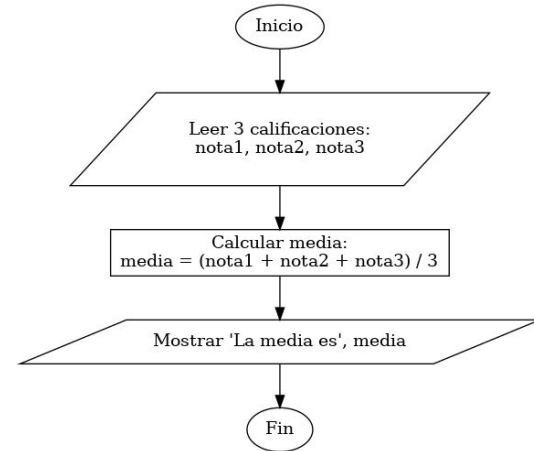 Inicio
Leer 3 calificaciones:
nota1, nota2, nota3
Calcular media:
media = (nota1 + nota2 + nota3) / 3
Mostrar 'La media es', media
Fin